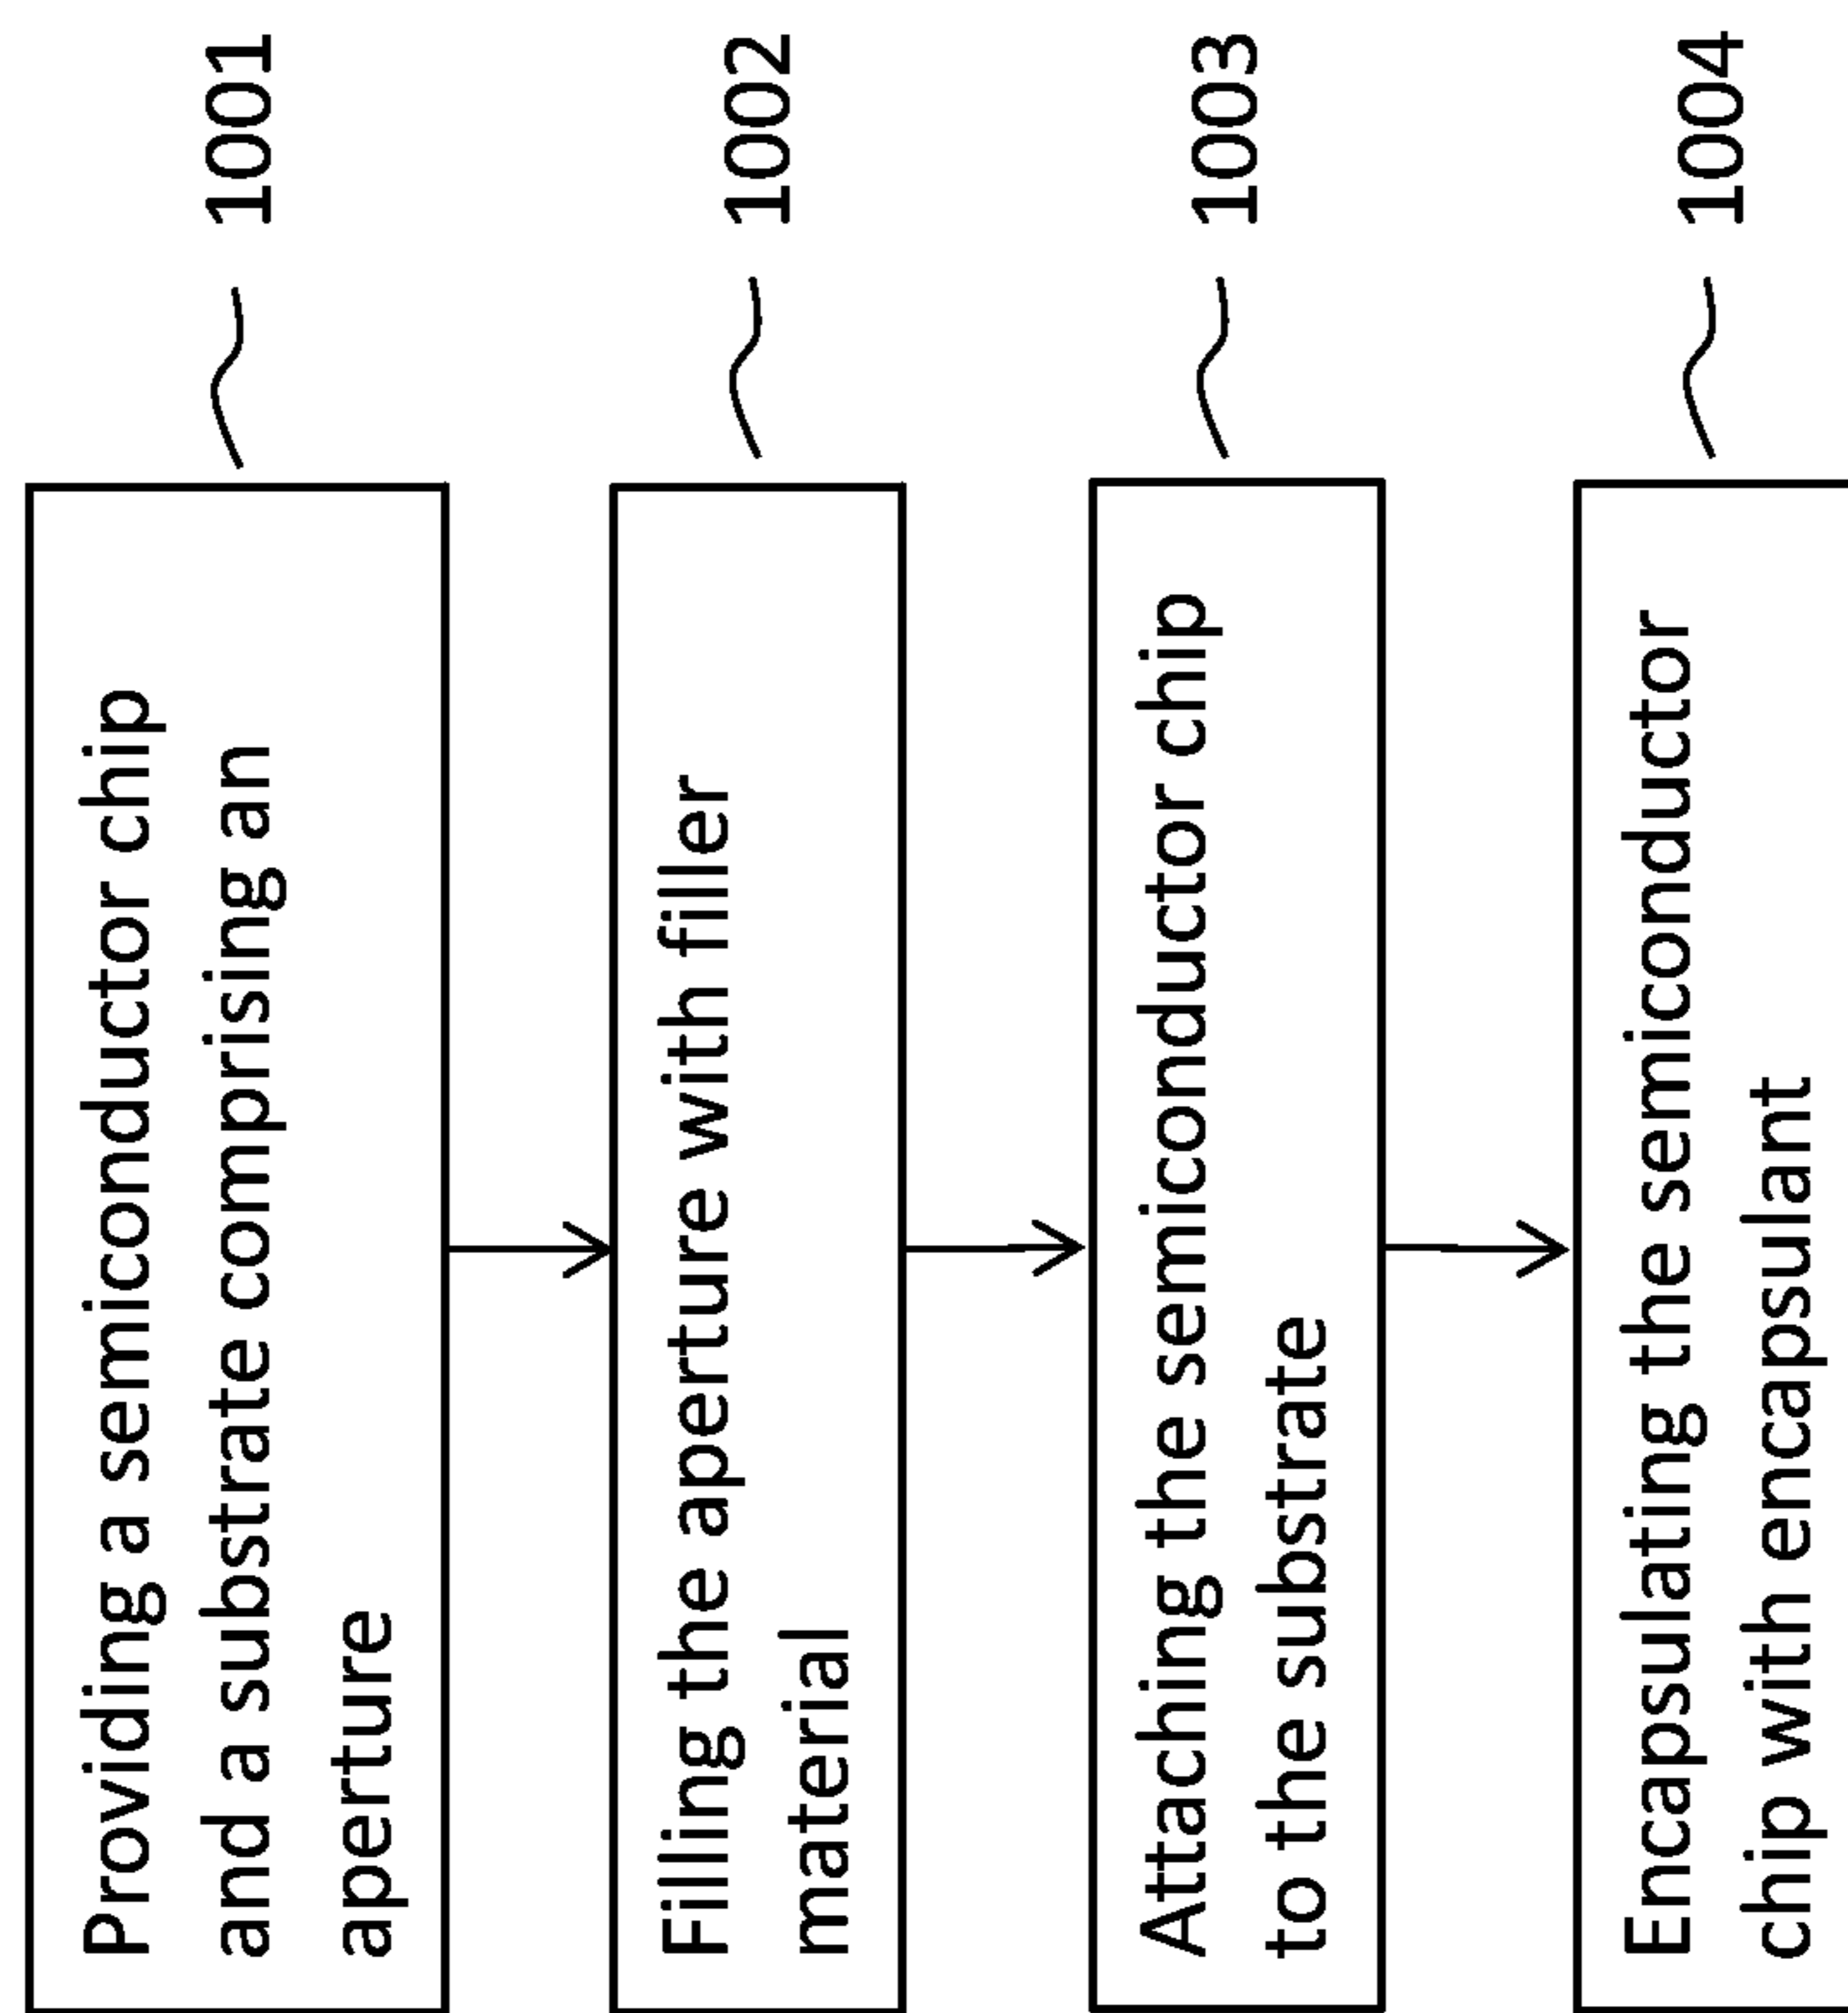 Providing a semiconductor chip
and a substrate comprising an
aperture
1001
Filling the aperture with filler
material
1002
Attaching the semiconductor chip
to the substrate
1003
Encapsulating the semiconductor
chip with encapsulant
1004